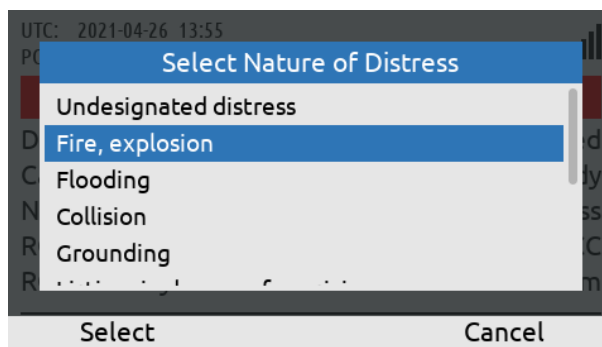 UTC: 2021-04-26 13:55
PO
Select Nature of Distress
Undesignated distress
Fire, explosion
Flooding
Collision
Grounding
Select Cancel